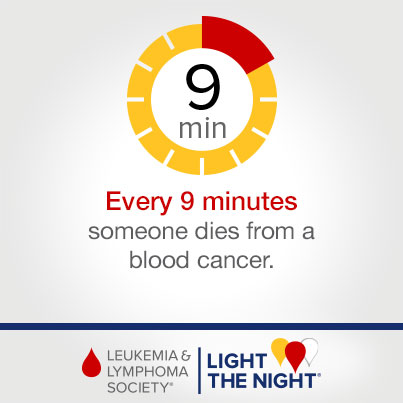 9
min
Every 9 minutes
someone dies from a
blood cancer.
LEUKEMIA &
LYMPHOMA
SOCIETY®
LIGHT
THE NIGHT®